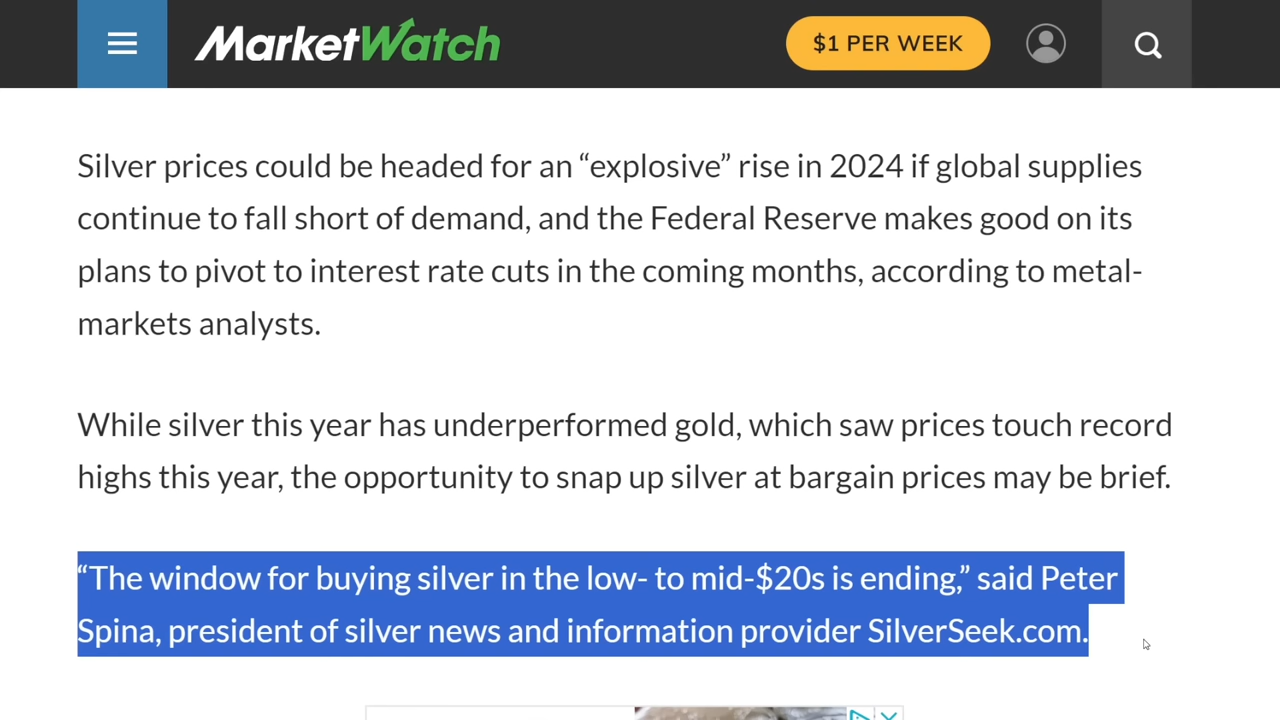 MarketWatch
$1 PER WEEK
Silver prices could be headed for an “explosive” rise in 2024 if global supplies
continue to fall short of demand, and the Federal Reserve makes good on its
plans to pivot to interest rate cuts in the coming months, according to metal-
markets analysts.
While silver this year has underperformed gold, which saw prices touch record
highs this year, the opportunity to snap up silver at bargain prices may be brief.
“The window for buying silver in the low- to mid-$20s is ending,” said Peter
Spina, president of silver news and information provider SilverSeek.com.